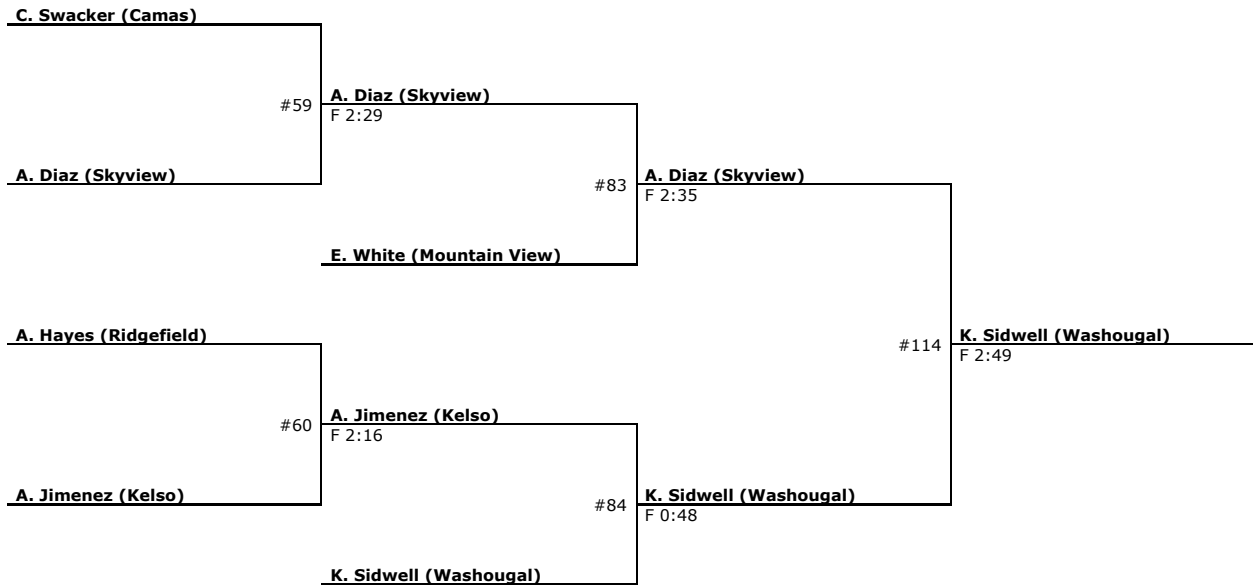 C. Swacker (Camas)
#59
A. Diaz (Skyview)
F 2:29
A. Diaz (Skyview)
#83
A. Diaz (Skyview)
F 2:35
E. White (Mountain View)
A. Hayes (Ridgefield)
#114
K. Sidwell (Washougal)
F 2:49
#60
A. Jimenez (Kelso)
F 2:16
A. Jimenez (Kelso)
#84
K. Sidwell (Washougal)
F 0:48
K. Sidwell (Washougal)